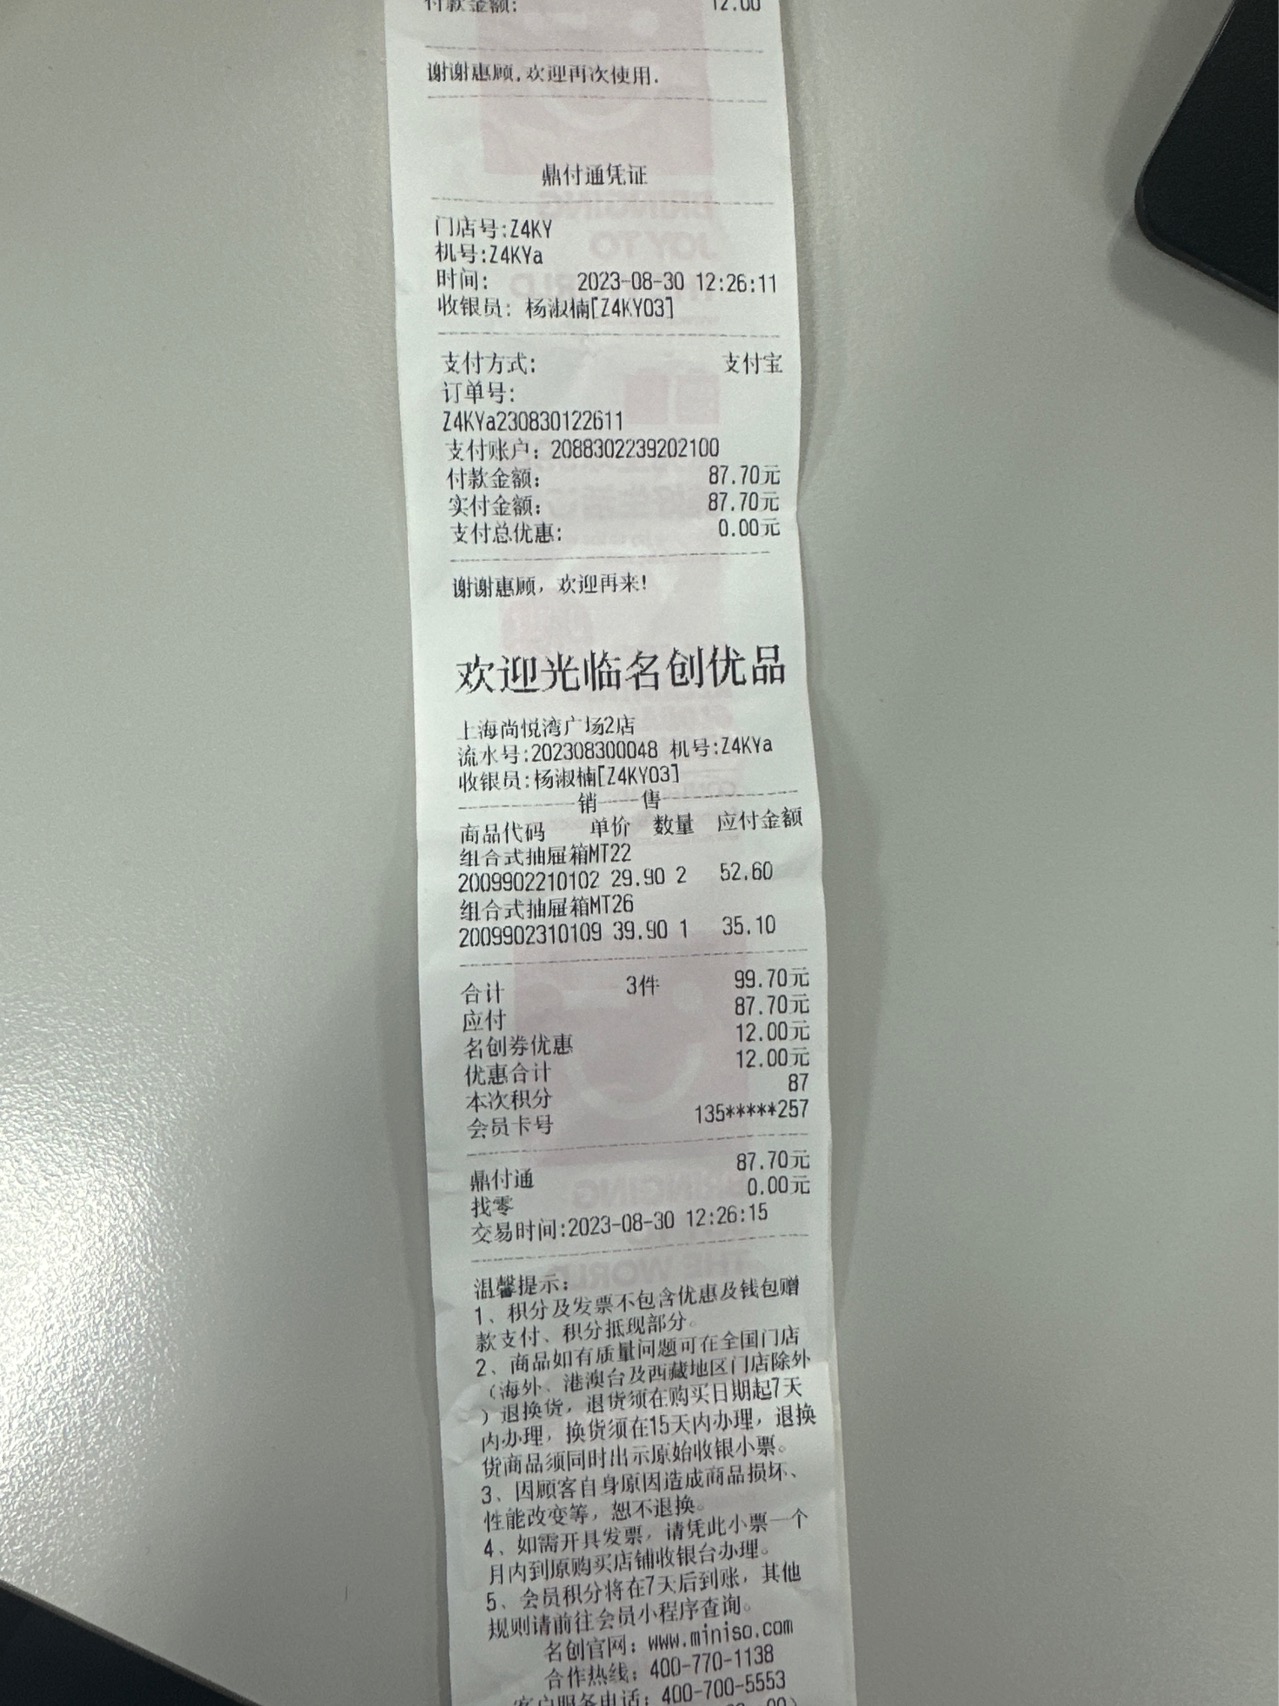 付款金额: 12.00
谢谢惠顾,欢迎再次使用.
鼎付通凭证
门店号:Z4KY
机号:Z4KYa
时间: 2023-08-30 12:26:11
收银员: 杨淑楠[Z4KY03]
支付方式: 支付宝
订单号:
Z4KYa230830122611
支付账户: 2088302239202100
付款金额: 87.70元
实付金额: 87.70元
支付总优惠: 0.00元
谢谢惠顾, 欢迎再来!
欢迎光临名创优品
上海尚悦湾广场2店
流水号:202308300048 机号:Z4KYa
收银员:杨淑楠[Z4KY03]
销 售
商品代码 单价 数量 应付金额
组合式抽屉箱MT22
2009902210102 29.90 2 52.60
组合式抽屉箱MT26
2009902310109 39.90 1 35.10
合计 3件 99.70元
应付 87.70元
名创券优惠 12.00元
优惠合计 12.00元
本次积分 87
会员卡号 135*****257
鼎付通 87.70元
找零 0.00元
交易时间:2023-08-30 12:26:15
温馨提示:
1、积分及发票不包含优惠及钱包赠
款支付、积分抵现部分。
2、商品如有质量问题可在全国门店
(海外、港澳台及西藏地区门店除外
)退换货, 退货须在购买日期起7天
内办理, 换货须在15天内办理, 退换
货商品须同时出示原始收银小票。
3、因顾客自身原因造成商品损坏、
性能改变等, 恕不退换。
4、如需开具发票, 请凭此小票一个
月内到原购买店铺收银台办理。
5、会员积分将在7天后到账, 其他
规则请前往会员小程序查询。
名创官网: www.miniso.com
合作热线: 400-770-1138
客户服务电话: 400-700-5553